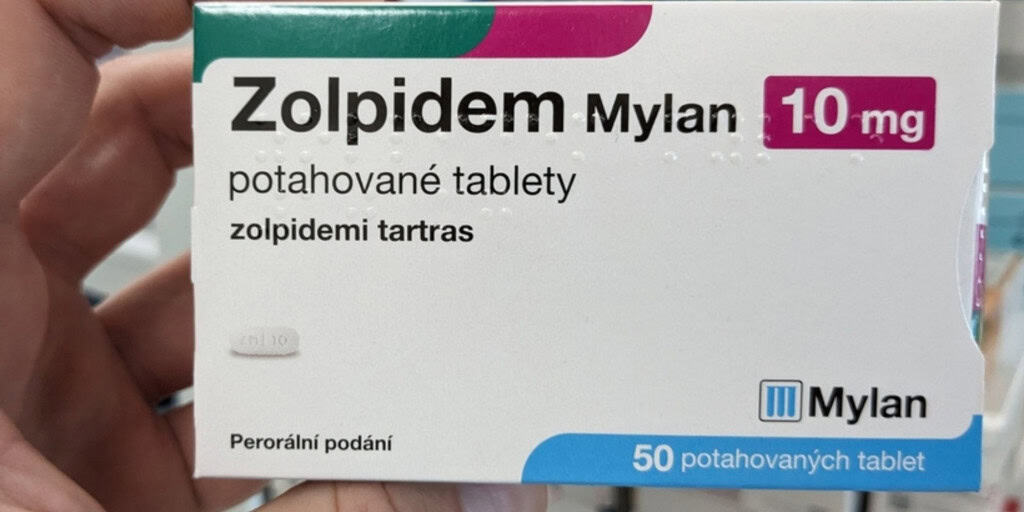 Zolpidem Mylan 10 mg
potahované tablety
zolpidemi tartras
Perorální podání
Mylan
50 potahovaných tablet